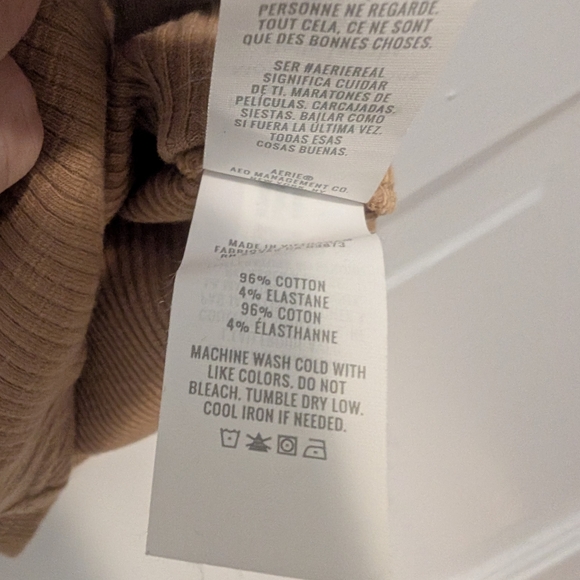 PERSONNE NE REGARDE.
TOUT CELA, CE NE SONT
QUE DES BONNES CHOSES.
SER #AERIEREAL
SIGNIFICA CUIDAR
DE TI. MARATONES DE
PELÍCULAS. CARCAJADAS.
SIESTAS. BAILAR COMO
SI FUERA LA ÚLTIMA VEZ.
TODAS ESAS
COSAS BUENAS.
AERIE®
AEO MANAGEMENT CO.
MADE IN
96% COTTON
4% ELASTANE
96% COTON
4% ÉLASTHANNE
MACHINE WASH COLD WITH
LIKE COLORS. DO NOT
BLEACH. TUMBLE DRY LOW.
COOL IRON IF NEEDED.